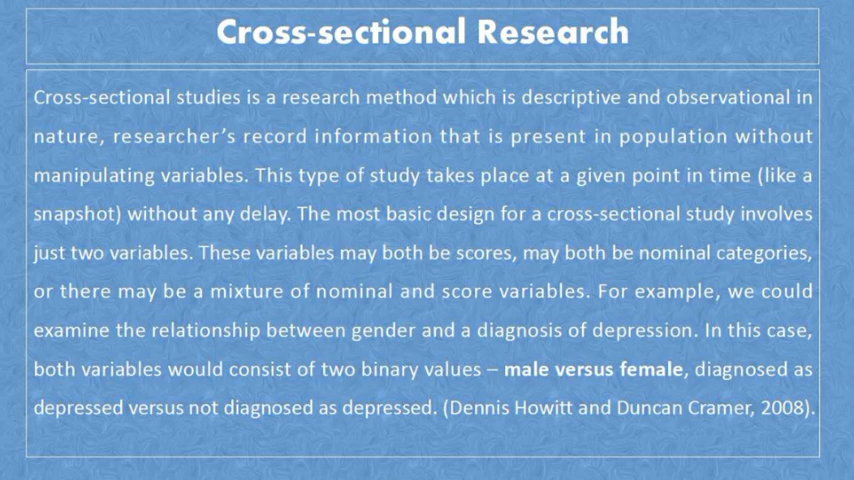 Cross-sectional Research
Cross-sectional studies is a research method which is descriptive and observational in
nature, researcher’s record information that is present in population without
manipulating variables. This type of study takes place at a given point in time (like a
snapshot) without any delay. The most basic design for a cross-sectional study involves
just two variables. These variables may both be scores, may both be nominal categories,
or there may be a mixture of nominal and score variables. For example, we could
examine the relationship between gender and a diagnosis of depression. In this case,
both variables would consist of two binary values – male versus female, diagnosed as
depressed versus not diagnosed as depressed. (Dennis Howitt and Duncan Cramer, 2008).